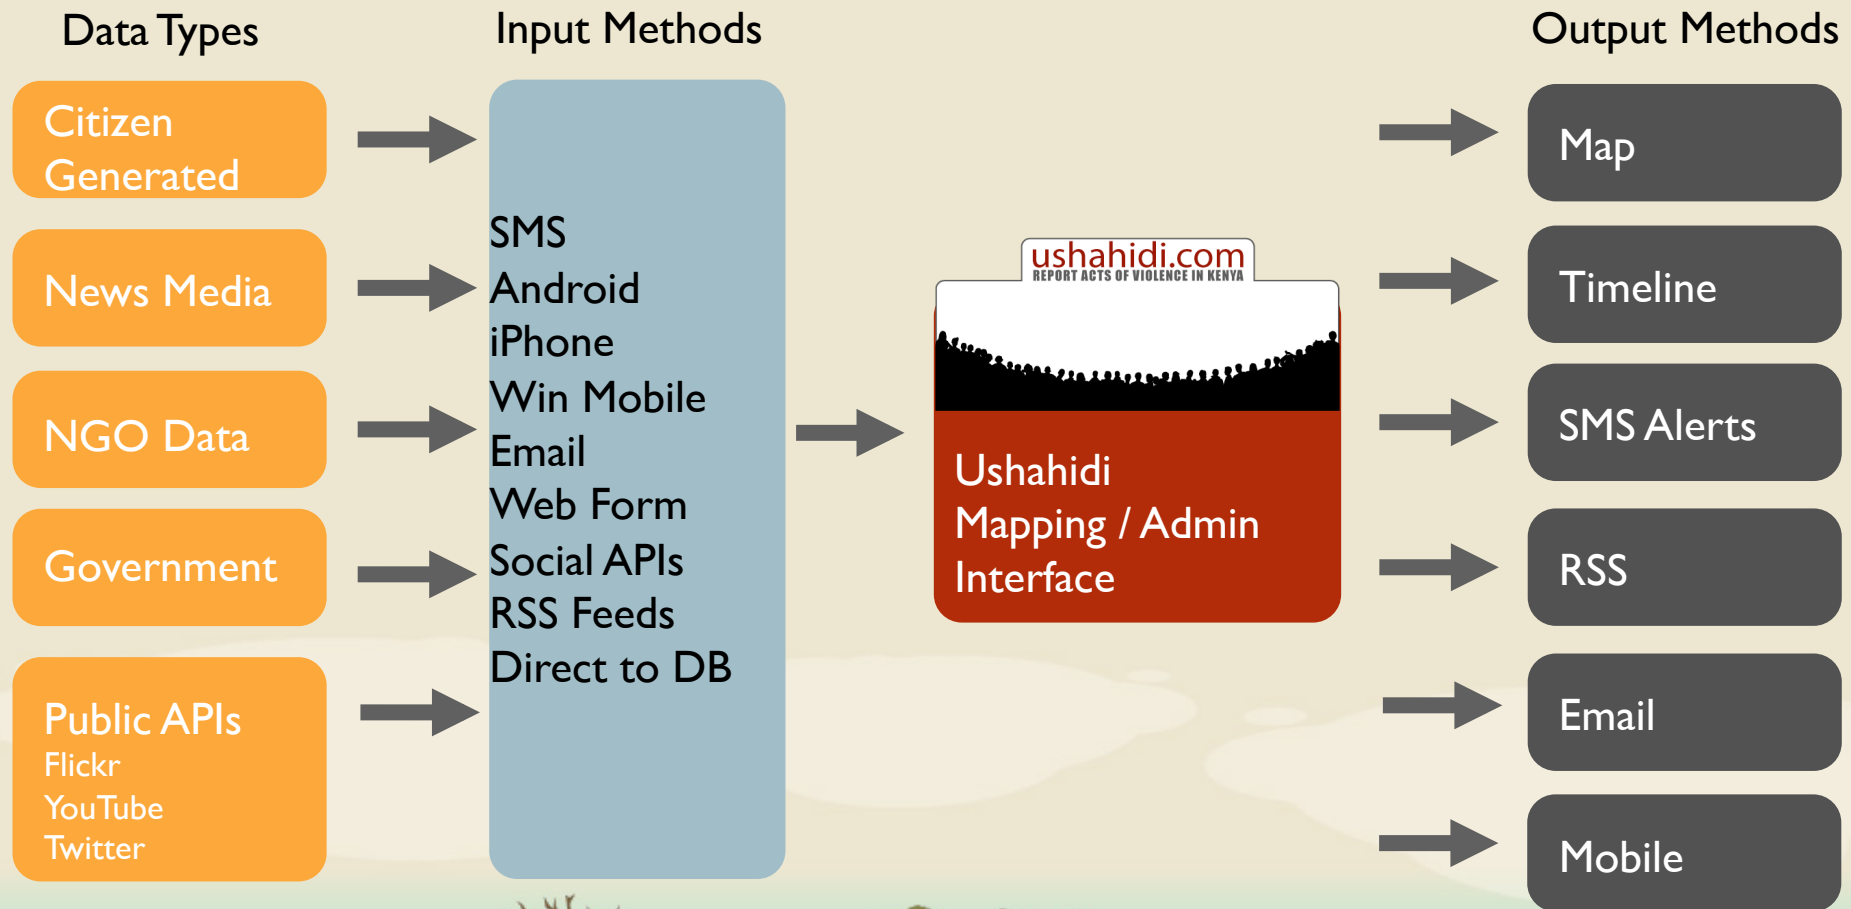 Data Types
Input Methods
Output Methods
Citizen
Generated
News Media
NGO Data
Government
Public APIs
Flickr
YouTube
Twitter
SMS
Android
iPhone
Win Mobile
Email
Web Form
Social APIs
RSS Feeds
Direct to DB
ushahidi.com
REPORT ACTS OF VIOLENCE IN KENYA
Ushahidi
Mapping / Admin
Interface
Map
Timeline
SMS Alerts
RSS
Email
Mobile